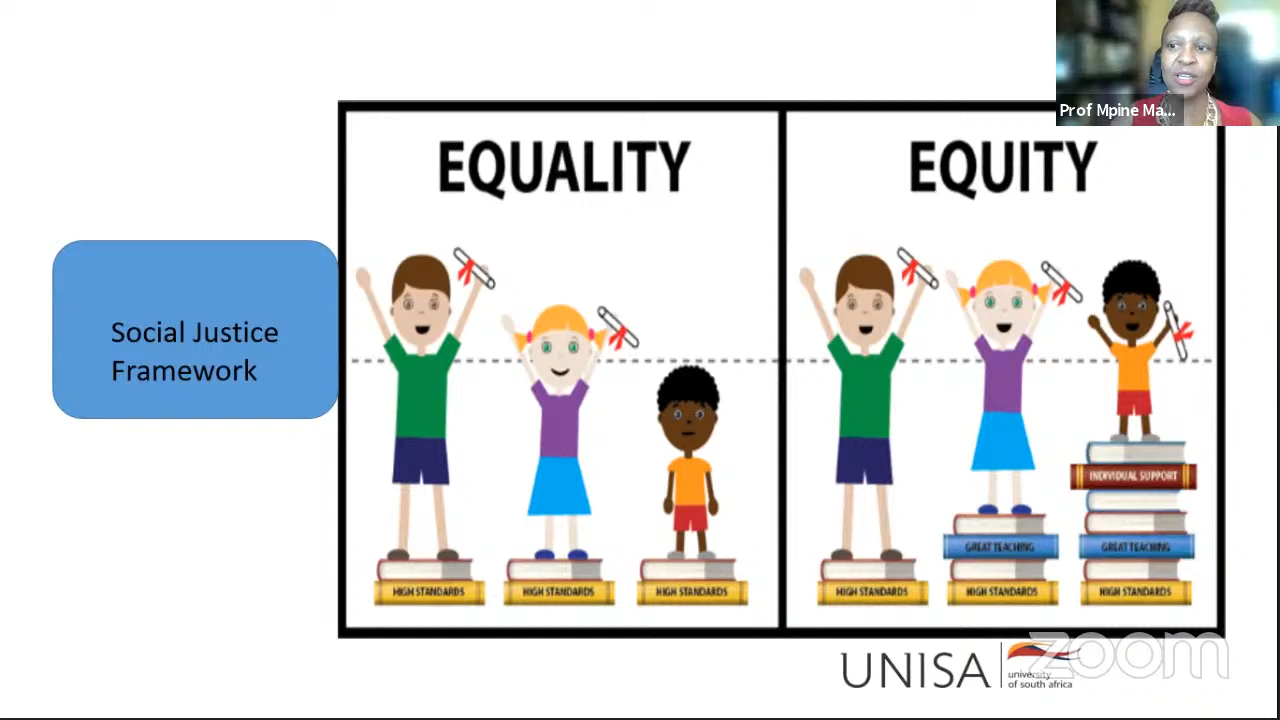 Prof Mpine Ma...
EQUALITY
EQUITY
Social Justice
Framework
INDIVIDUAL SUPPORT
GREAT TEACHING
GREAT TEACHING
HIGH STANDARDS
HIGH STANDARDS
HIGH STANDARDS
HIGH STANDARDS
HIGH STANDARDS
HIGH STANDARDS
UNISA
university
of south africa
zoom